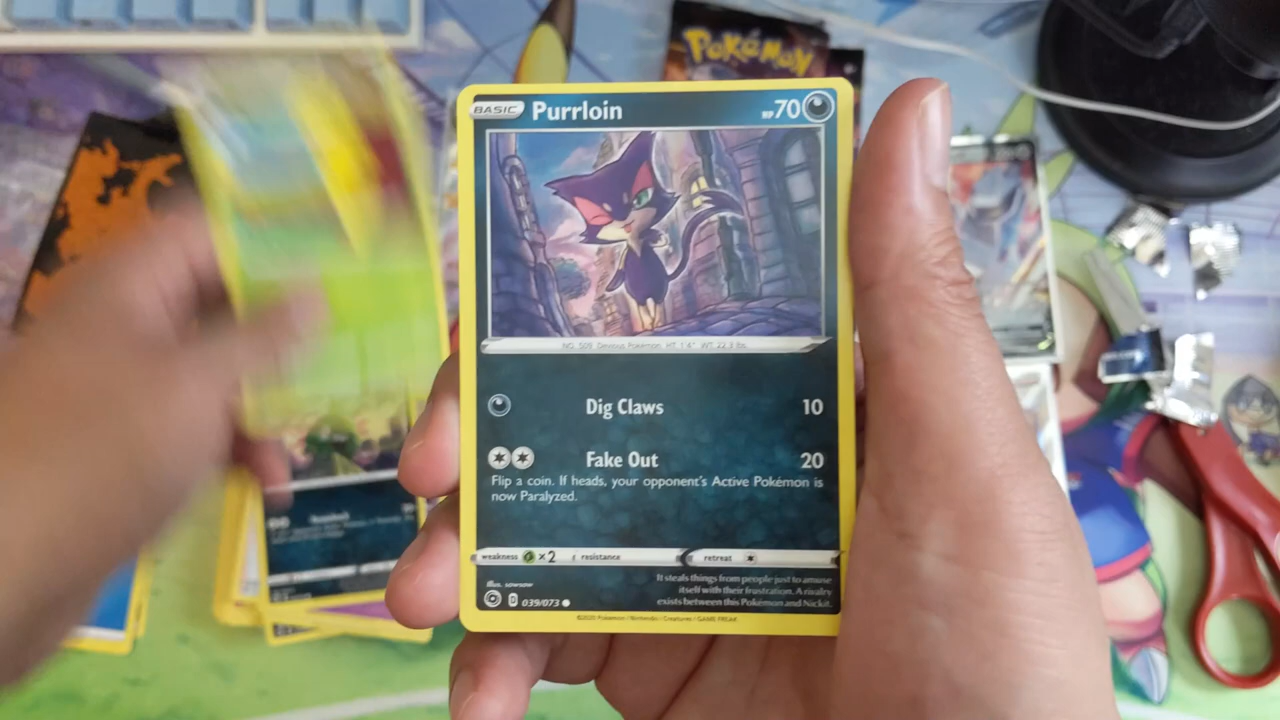 Pokémon
BASIC Purrloin HP 70
NO. 509 Devious Pokémon HT 1'4" WT 22.3 lbs.
Dig Claws 10
Fake Out 20
Flip a coin. If heads, your opponent's Active Pokémon is
now Paralyzed.
weakness ×2 resistance retreat
Illus. sowsow
It steals things from people just to amuse
itself with their frustration. A rivalry
exists between this Pokémon and Nickit.
D 039/073
©2020 Pokémon / Nintendo / Creatures / GAME FREAK